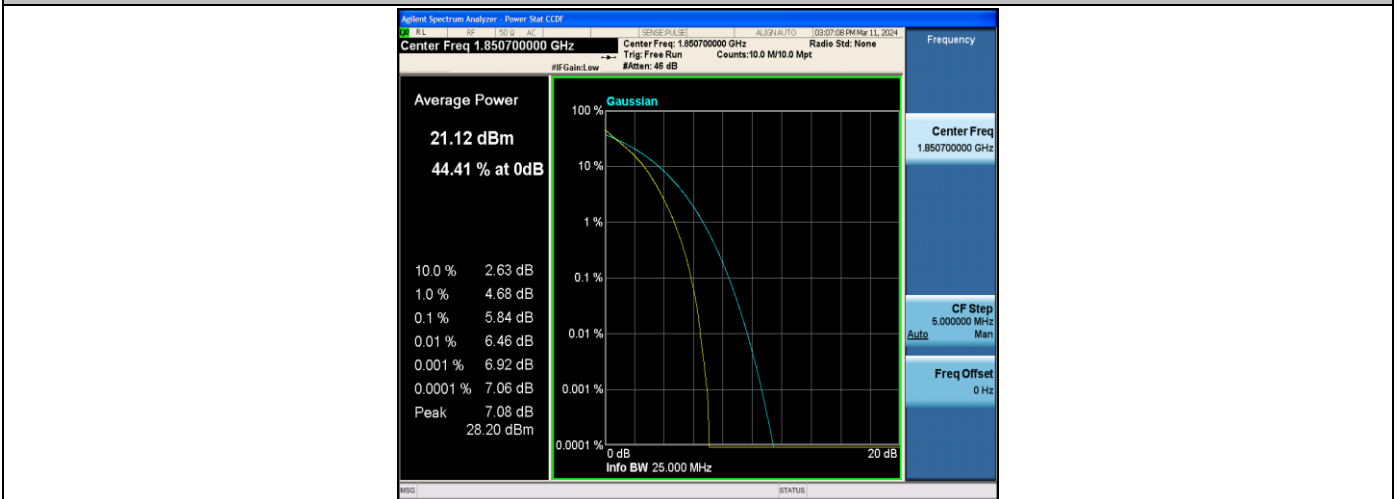 Agilent Spectrum Analyzer - Power Stat CCDF
LXI RL RF 50 Ω AC SENSE:PULSE ALIGN AUTO 03:07:08 PM Mar 11, 2024
Center Freq 1.850700000 GHz
Center Freq: 1.850700000 GHz Radio Std: None
Trig: Free Run Counts:10.0 M/10.0 Mpt
#IFGain:Low #Atten: 46 dB
Frequency
Average Power
21.12 dBm
44.41 % at 0dB
10.0 % 2.63 dB
1.0 % 4.68 dB
0.1 % 5.84 dB
0.01 % 6.46 dB
0.001 % 6.92 dB
0.0001 % 7.06 dB
Peak 7.08 dB
28.20 dBm
Gaussian
100 %
10 %
1 %
0.1 %
0.01 %
0.001 %
0.0001 %
0 dB 20 dB
Info BW 25.000 MHz
Center Freq
1.850700000 GHz
CF Step
5.000000 MHz
Auto Man
Freq Offset
0 Hz
MSG STATUS